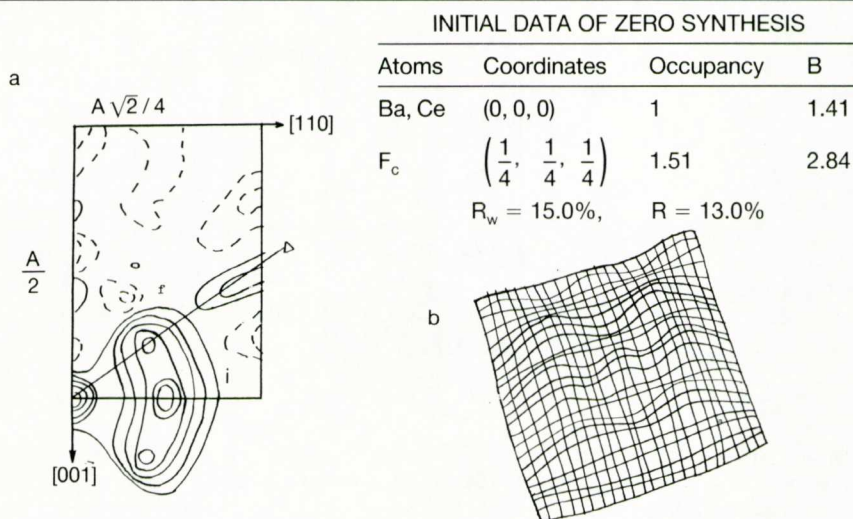 INITIAL DATA OF ZERO SYNTHESIS
Atoms Coordinates Occupancy B
Ba, Ce (0, 0, 0) 1 1.41
F_c (1/4, 1/4, 1/4) 1.51 2.84
R_w = 15.0%, R = 13.0%
a
A √2 / 4
[110]
A/2
f
i
[001]
b